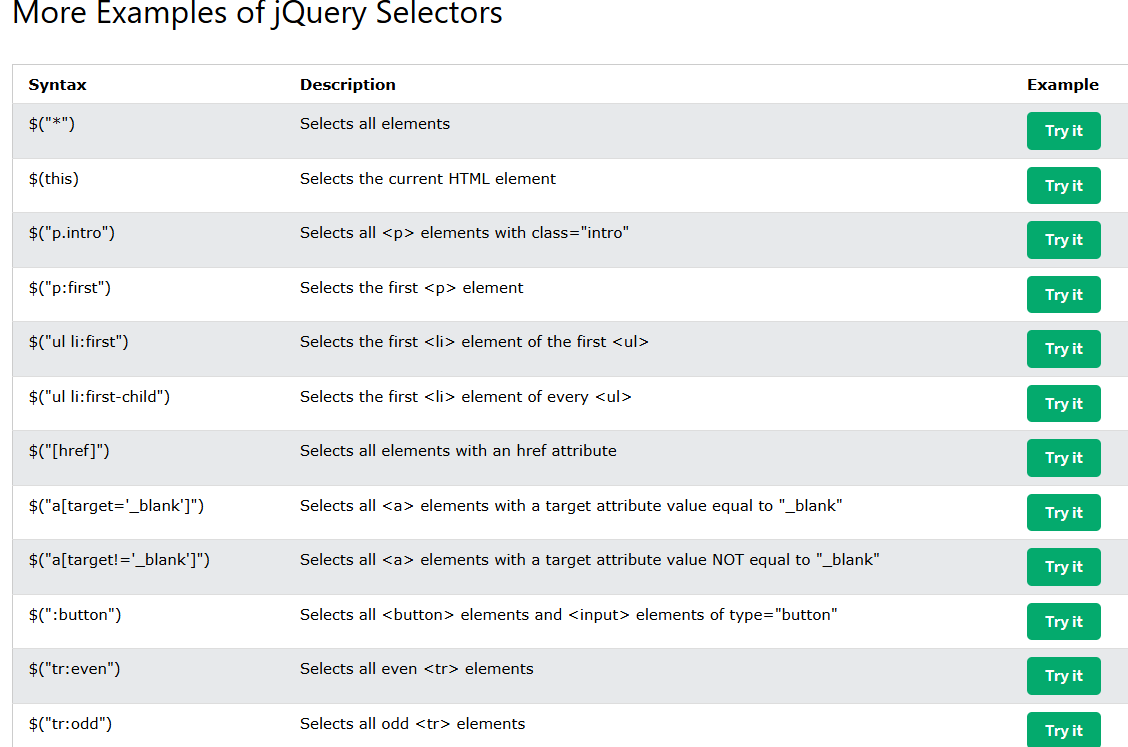 More Examples of jQuery Selectors
Syntax Description Example
$("*") Selects all elements Try it
$(this) Selects the current HTML element Try it
$("p.intro") Selects all <p> elements with class="intro" Try it
$("p:first") Selects the first <p> element Try it
$("ul li:first") Selects the first <li> element of the first <ul> Try it
$("ul li:first-child") Selects the first <li> element of every <ul> Try it
$("[href]") Selects all elements with an href attribute Try it
$("a[target='_blank']") Selects all <a> elements with a target attribute value equal to "_blank" Try it
$("a[target!='_blank']") Selects all <a> elements with a target attribute value NOT equal to "_blank" Try it
$(":button") Selects all <button> elements and <input> elements of type="button" Try it
$("tr:even") Selects all even <tr> elements Try it
$("tr:odd") Selects all odd <tr> elements Try it